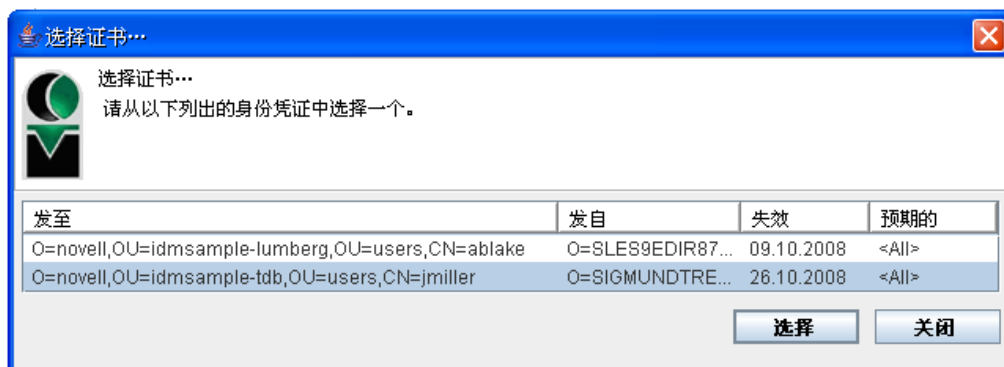 选择证书…
选择证书…
请从以下列出的身份凭证中选择一个。
发至 发自 失效 预期的
O=novell,OU=idmsample-lumberg,OU=users,CN=ablake O=SLES9EDIR87... 09.10.2008 <All>
O=novell,OU=idmsample-tdb,OU=users,CN=jmiller O=SIGMUNDTRE... 26.10.2008 <All>
选择 关闭